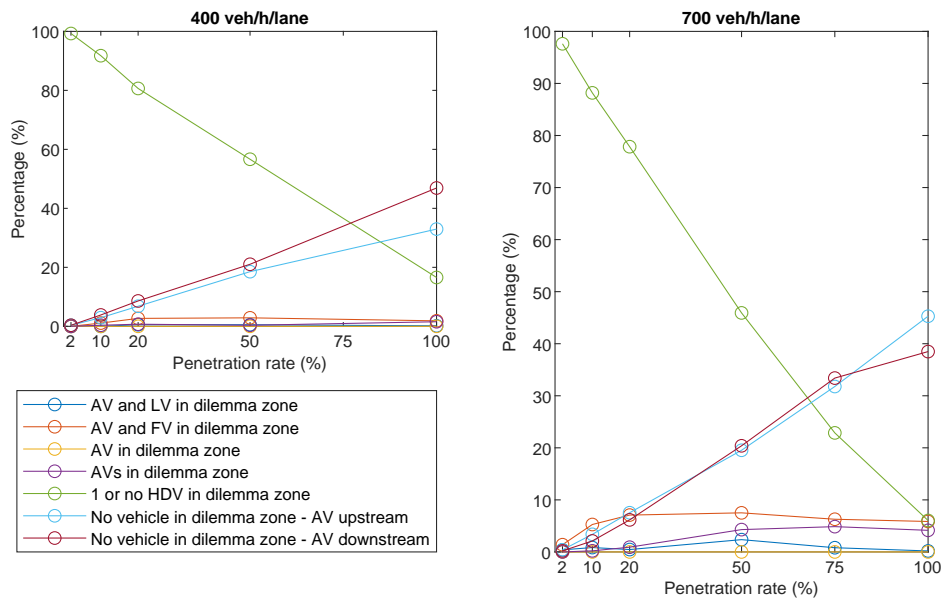 400 veh/h/lane
Percentage (%)
100
80
60
40
20
0
2 10 20 50 75 100
Penetration rate (%)
AV and LV in dilemma zone
AV and FV in dilemma zone
AV in dilemma zone
AVs in dilemma zone
1 or no HDV in dilemma zone
No vehicle in dilemma zone - AV upstream
No vehicle in dilemma zone - AV downstream
700 veh/h/lane
Percentage (%)
100
90
80
70
60
50
40
30
20
10
0
2 10 20 50 75 100
Penetration rate (%)